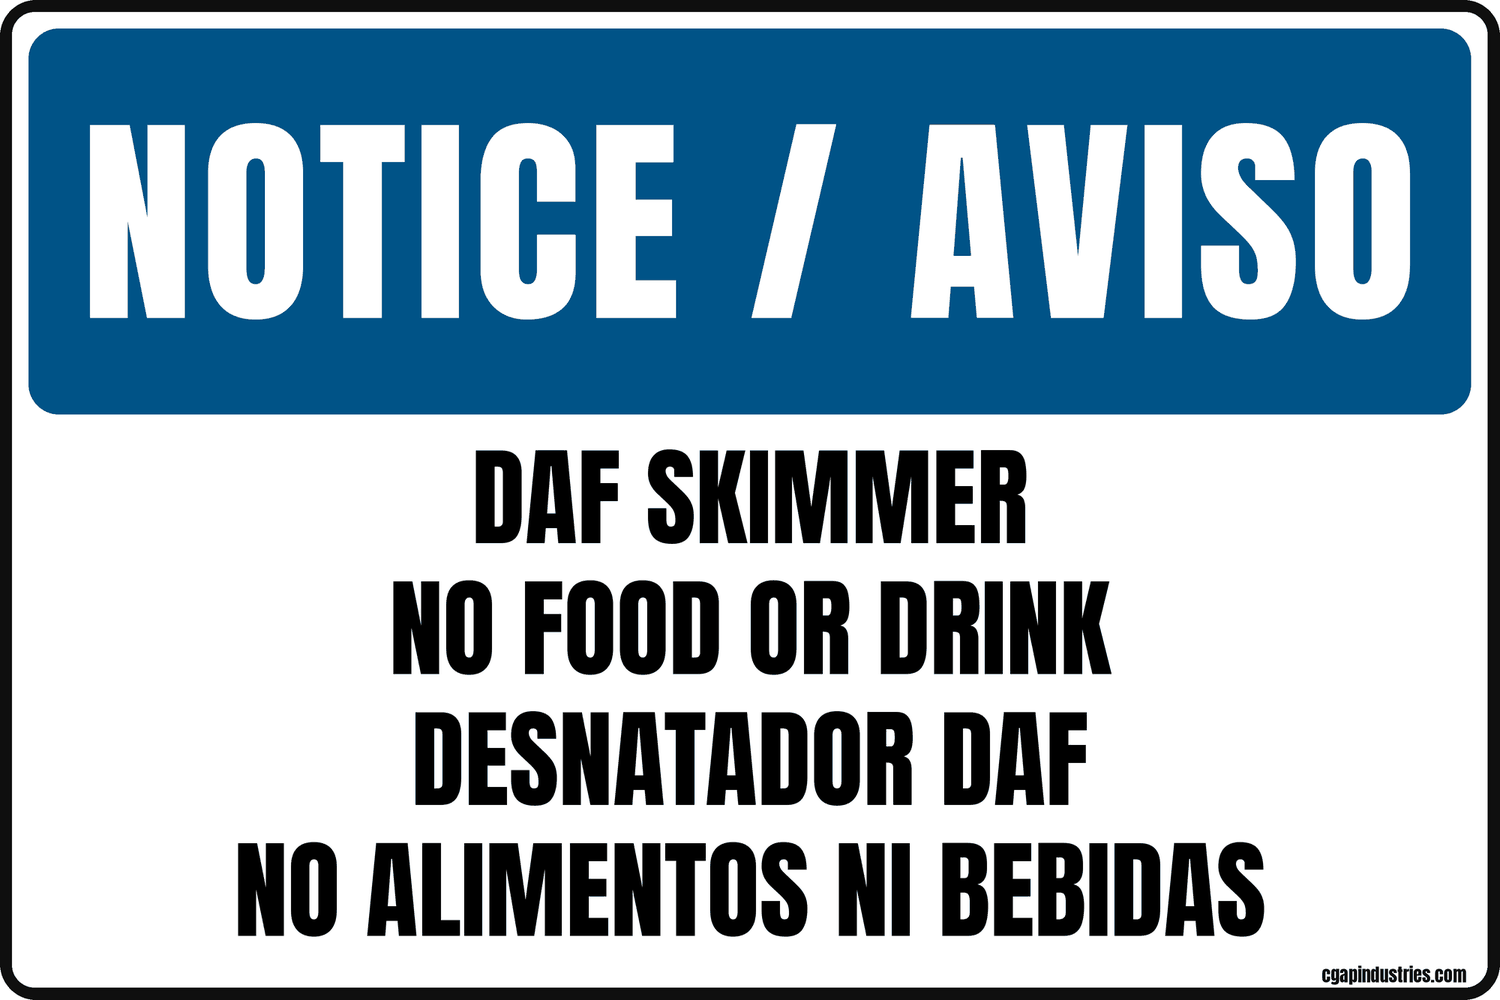 NOTICE / AVISO
DAF SKIMMER
NO FOOD OR DRINK
DESNATADOR DAF
NO ALIMENTOS NI BEBIDAS
cgapindustries.com